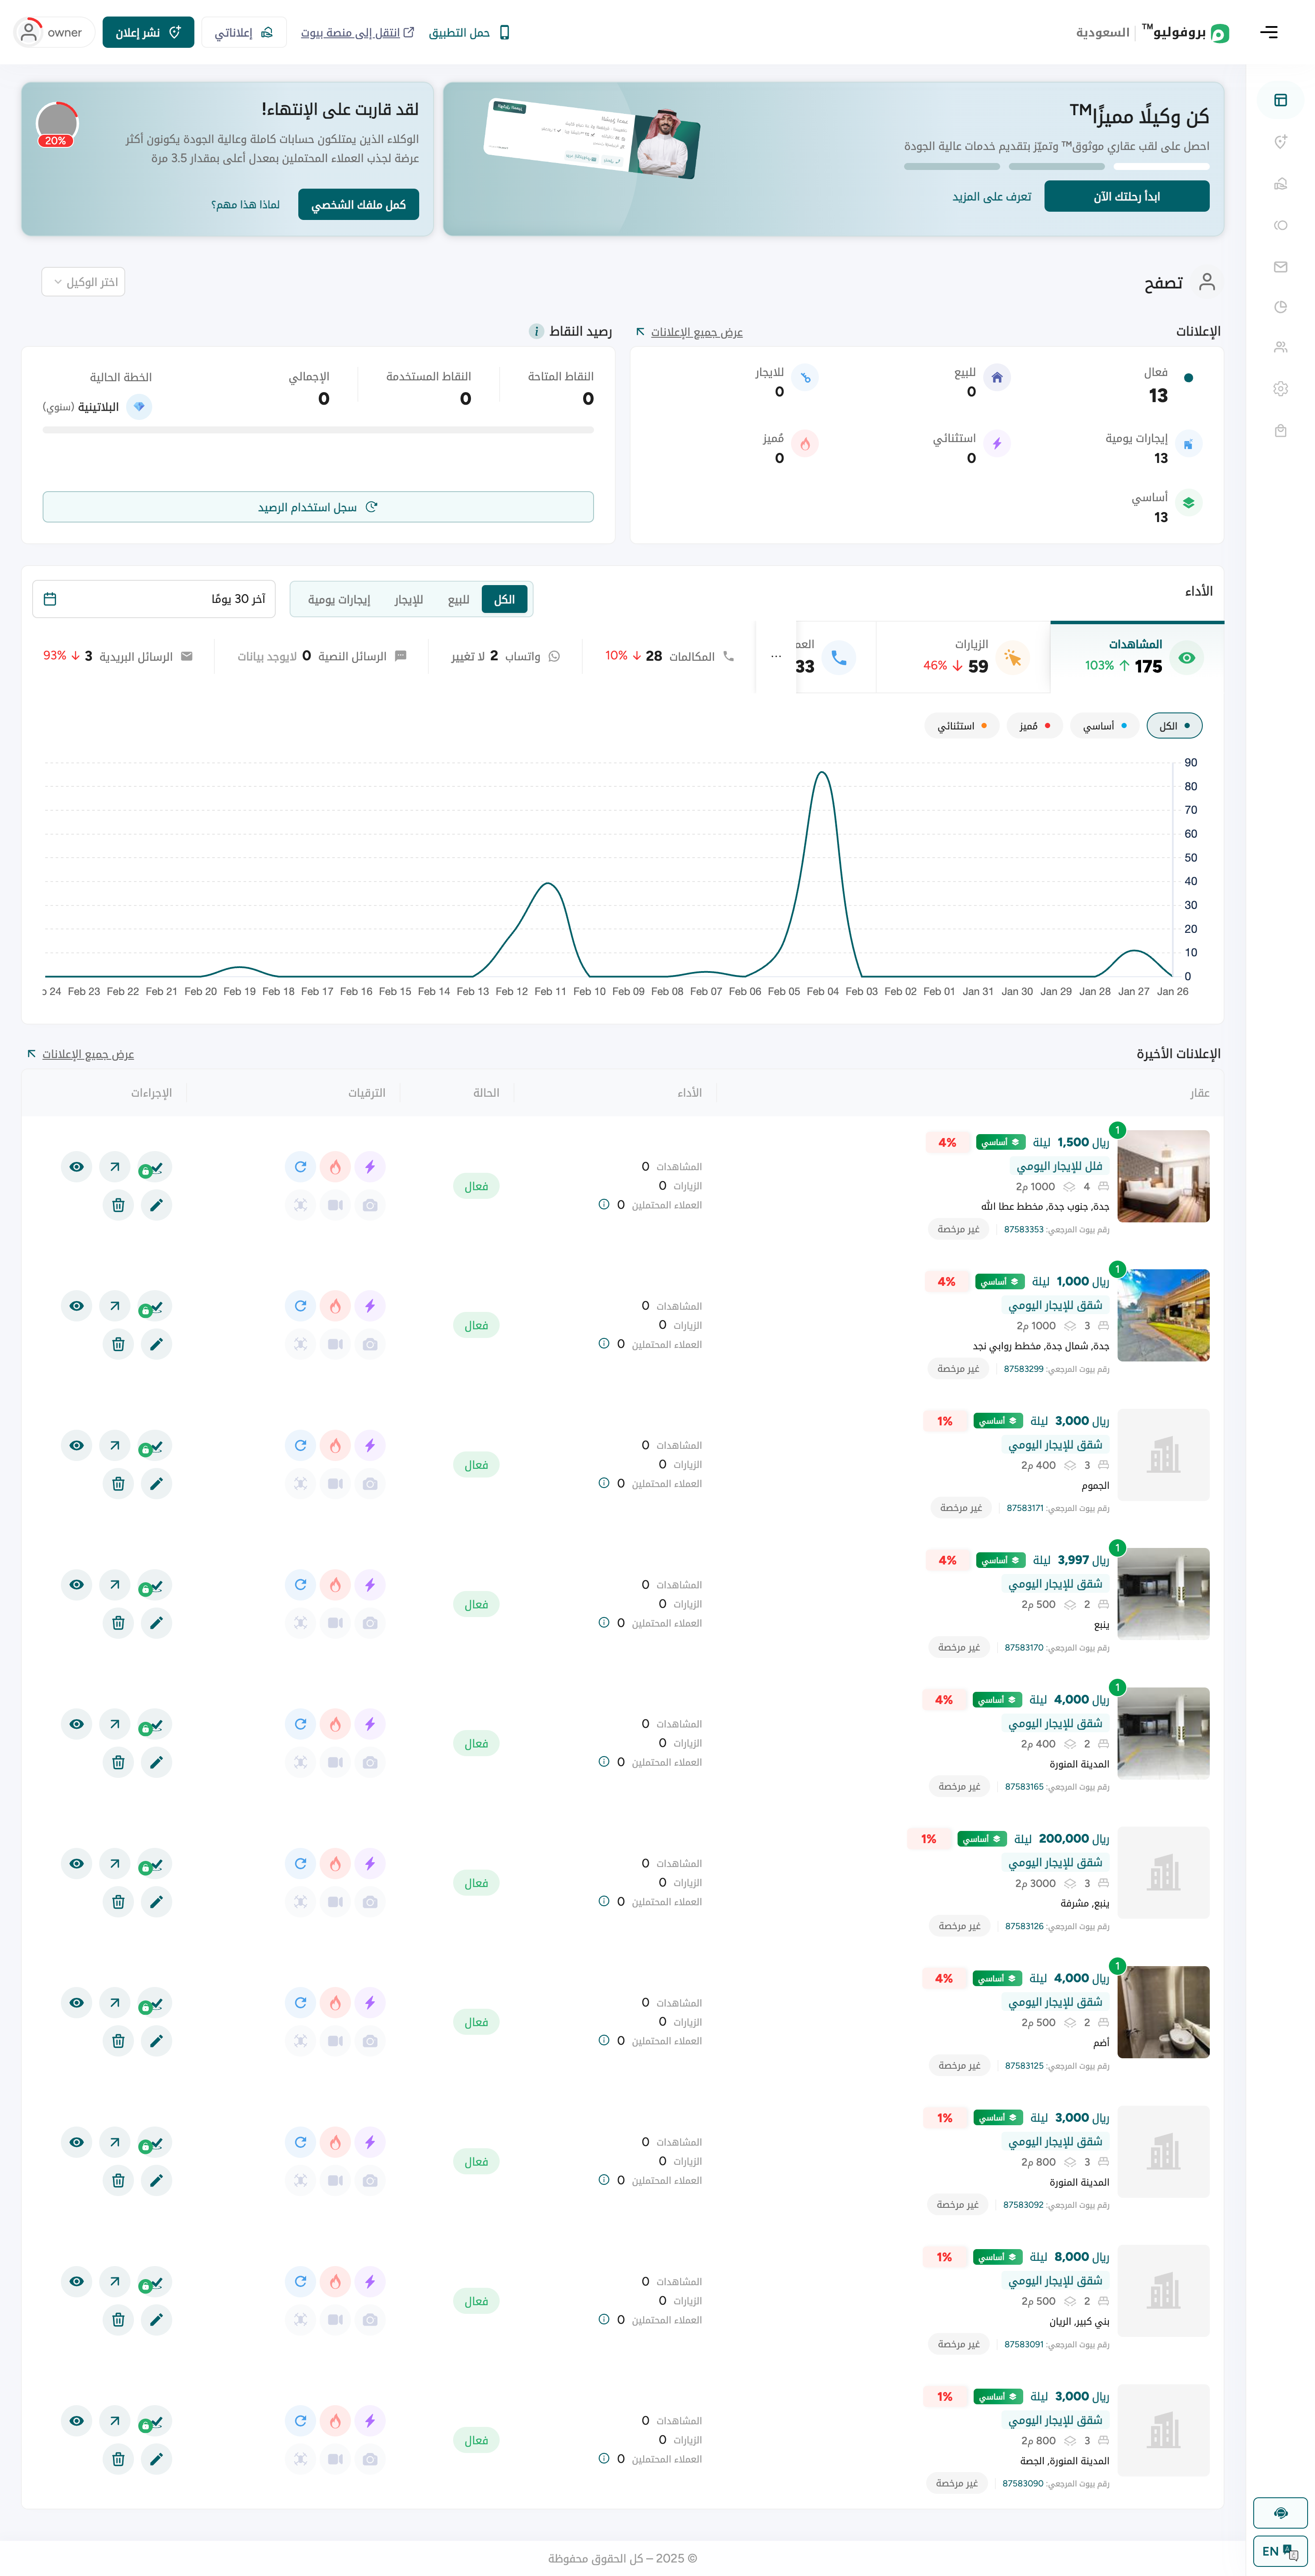 بروفوليو™ | السعودية
حمل التطبيق
انتقل إلى منصة بيوت
إعلاناتي
نشر إعلان
owner
كن وكيلًا مميزًا™
احصل على لقب عقاري موثوق™ وتميّز بتقديم خدمات عالية الجودة
ابدأ رحلتك الآن
تعرف على المزيد
لقد قاربت على الإنتهاء!
20%
الوكلاء الذين يمتلكون حسابات كاملة وعالية الجودة يكونون أكثر
عرضة لجذب العملاء المحتملين بمعدل أعلى بمقدار 3.5 مرة
كمل ملفك الشخصي
لماذا هذا مهم؟
تصفح
اختر الوكيل
الإعلانات
عرض جميع الإعلانات
فعال
13
للبيع
0
للايجار
0
إيجارات يومية
13
استثنائي
0
مُميز
0
أساسي
13
رصيد النقاط
النقاط المتاحة
0
النقاط المستخدمة
0
الإجمالي
0
الخطة الحالية
البلاتينية (سنوي)
سجل استخدام الرصيد
الأداء
الكل
للبيع
للإيجار
إيجارات يومية
آخر 30 يومًا
المشاهدات
175 ↑ 103%
الزيارات
59 ↓ 46%
العم
33
...
المكالمات 28 ↓ 10%
واتساب 2 لا تغيير
الرسائل النصية 0 لايوجد بيانات
الرسائل البريدية 3 ↓ 93%
الكل
أساسي
مُميز
استثنائي
90
80
70
60
50
40
30
20
10
0
b 24 Feb 23 Feb 22 Feb 21 Feb 20 Feb 19 Feb 18 Feb 17 Feb 16 Feb 15 Feb 14 Feb 13 Feb 12 Feb 11 Feb 10 Feb 09 Feb 08 Feb 07 Feb 06 Feb 05 Feb 04 Feb 03 Feb 02 Feb 01 Jan 31 Jan 30 Jan 29 Jan 28 Jan 27 Jan 26
الإعلانات الأخيرة
عرض جميع الإعلانات
عقار
الأداء
الحالة
الترقيات
الإجراءات
1
ريال 1,500 ليلة أساسي 4%
فلل للإيجار اليومي
4 1000 م2
جدة, جنوب جدة, مخطط عطا الله
رقم بيوت المرجعي: 87583353 غير مرخصة
المشاهدات 0
الزيارات 0
العملاء المحتملين 0
فعال
1
ريال 1,000 ليلة أساسي 4%
شقق للإيجار اليومي
3 1000 م2
جدة, شمال جدة, مخطط روابي نجد
رقم بيوت المرجعي: 87583299 غير مرخصة
المشاهدات 0
الزيارات 0
العملاء المحتملين 0
فعال
ريال 3,000 ليلة أساسي 1%
شقق للإيجار اليومي
3 400 م2
الجموم
رقم بيوت المرجعي: 87583171 غير مرخصة
المشاهدات 0
الزيارات 0
العملاء المحتملين 0
فعال
1
ريال 3,997 ليلة أساسي 4%
شقق للإيجار اليومي
2 500 م2
ينبع
رقم بيوت المرجعي: 87583170 غير مرخصة
المشاهدات 0
الزيارات 0
العملاء المحتملين 0
فعال
1
ريال 4,000 ليلة أساسي 4%
شقق للإيجار اليومي
2 400 م2
المدينة المنورة
رقم بيوت المرجعي: 87583165 غير مرخصة
المشاهدات 0
الزيارات 0
العملاء المحتملين 0
فعال
ريال 200,000 ليلة أساسي 1%
شقق للإيجار اليومي
3 3000 م2
ينبع, مشرفة
رقم بيوت المرجعي: 87583126 غير مرخصة
المشاهدات 0
الزيارات 0
العملاء المحتملين 0
فعال
1
ريال 4,000 ليلة أساسي 4%
شقق للإيجار اليومي
2 500 م2
أضم
رقم بيوت المرجعي: 87583125 غير مرخصة
المشاهدات 0
الزيارات 0
العملاء المحتملين 0
فعال
ريال 3,000 ليلة أساسي 1%
شقق للإيجار اليومي
3 800 م2
المدينة المنورة
رقم بيوت المرجعي: 87583092 غير مرخصة
المشاهدات 0
الزيارات 0
العملاء المحتملين 0
فعال
ريال 8,000 ليلة أساسي 1%
شقق للإيجار اليومي
2 500 م2
بني كبير, الريان
رقم بيوت المرجعي: 87583091 غير مرخصة
المشاهدات 0
الزيارات 0
العملاء المحتملين 0
فعال
ريال 3,000 ليلة أساسي 1%
شقق للإيجار اليومي
3 800 م2
المدينة المنورة, الجصة
رقم بيوت المرجعي: 87583090 غير مرخصة
المشاهدات 0
الزيارات 0
العملاء المحتملين 0
فعال
EN
© 2025 – كل الحقوق محفوظة